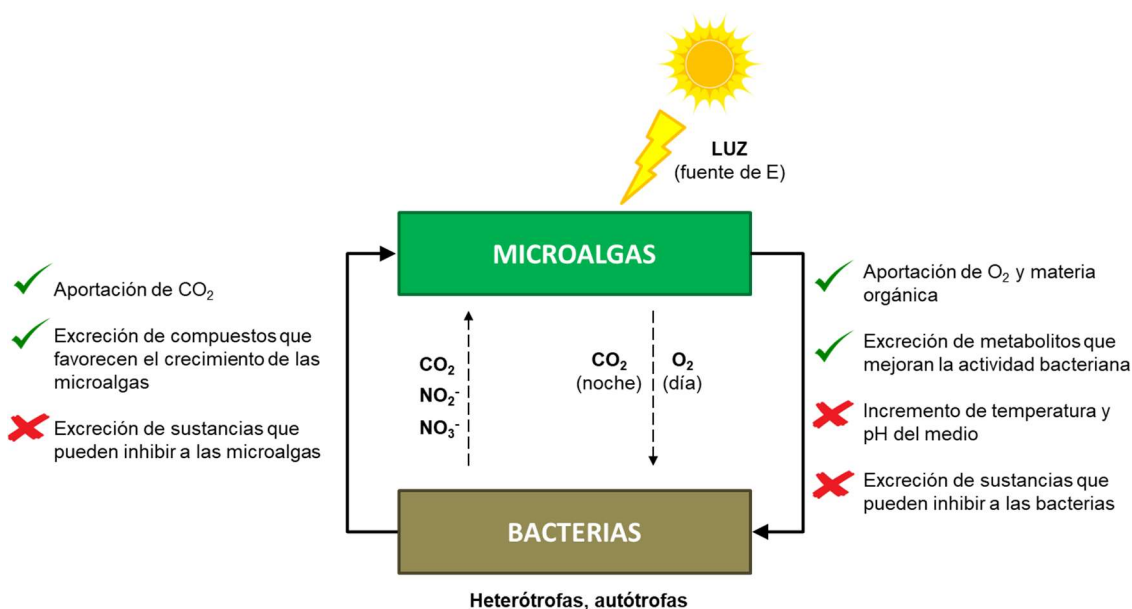 LUZ
(fuente de E)
MICROALGAS
Aportación de CO₂
Excreción de compuestos que
favorecen el crecimiento de las
microalgas
Excreción de sustancias que
pueden inhibir a las microalgas
CO₂
NO₂⁻
NO₃⁻
CO₂
(noche)
O₂
(día)
Aportación de O₂ y materia
orgánica
Excreción de metabolitos que
mejoran la actividad bacteriana
Incremento de temperatura y
pH del medio
Excreción de sustancias que
pueden inhibir a las bacterias
BACTERIAS
Heterótrofas, autótrofas